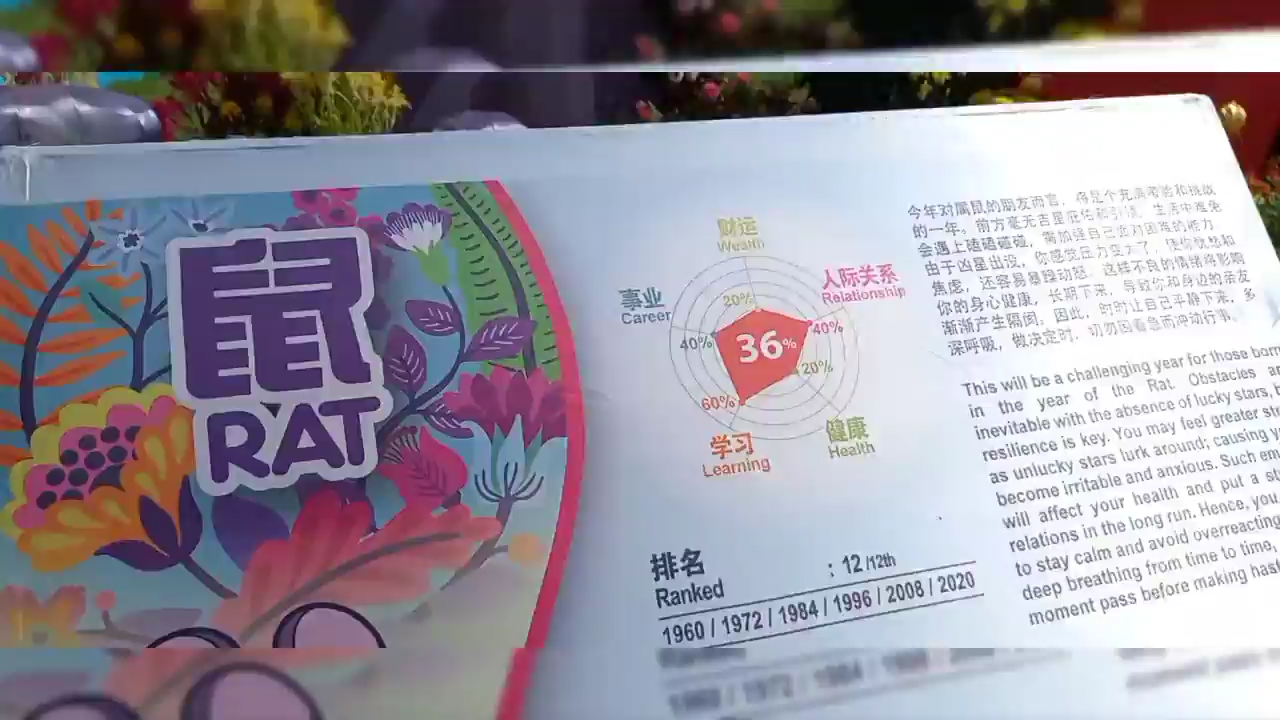 鼠
RAT
财运
Wealth
人际关系
Relationship
事业
Career
20%
40%
40%
36%
20%
60%
健康
Health
学习
Learning
排名
Ranked
: 12 /12th
1960 / 1972 / 1984 / 1996 / 2008 / 2020
今年对属鼠的朋友而言，将是个充满考验和挑战
的一年。前方毫无吉星庇佑和引领，生活中难免
会遇上磕磕碰碰，需加强自己面对困难的能力
由于凶星出没，你感觉压力变大了，使你忧愁和
焦虑，还容易暴躁动怒。这样不良的情绪将影响
你的身心健康，长期下来，导致你和身边的亲友
渐渐产生隔阂，因此，时时让自己平静下来，多
深呼吸，做决定时，切勿因着急而冲动行事。
This will be a challenging year for those born
in the year of the Rat Obstacles
inevitable with the absence of lucky stars,
resilience is key. You may feel greater
as unlucky stars lurk around; causing
become irritable and anxious. Such
will affect your health and put a
relations in the long run. Hence, you
to stay calm and avoid overreacting
deep breathing from time to time,
moment pass before making